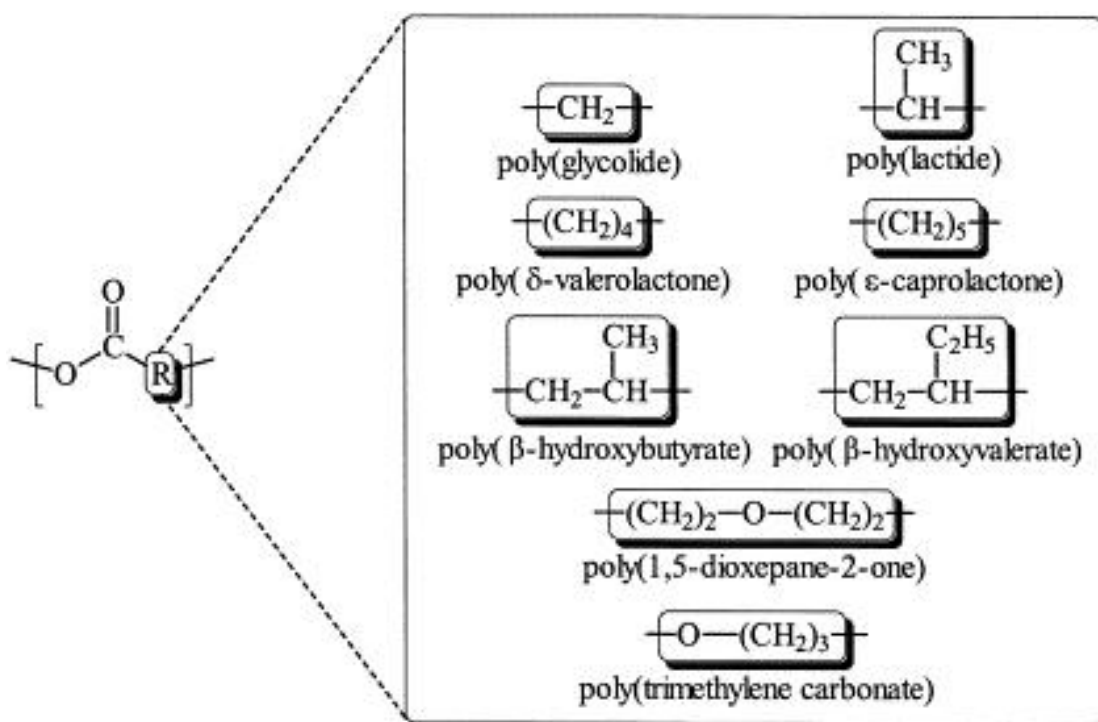 CH₃
—CH₂— —CH—
poly(glycolide) poly(lactide)
—(CH₂)₄— —(CH₂)₅—
poly( δ-valerolactone) poly( ε-caprolactone)
O
C
O R
CH₃ C₂H₅
—CH₂—CH— —CH₂—CH—
poly( β-hydroxybutyrate) poly( β-hydroxyvalerate)
—(CH₂)₂—O—(CH₂)₂—
poly(1,5-dioxepane-2-one)
—O—(CH₂)₃—
poly(trimethylene carbonate)